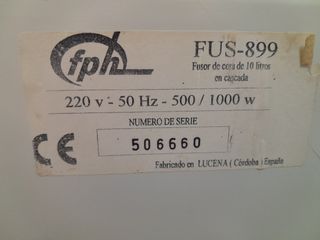 fph
FUS-899
Fusor de cera de 10 litros
en cascada
220 v - 50 Hz - 500 / 1000 w
NUMERO DE SERIE
506660
CE
Fabricado en LUCENA ( Córdoba ) España